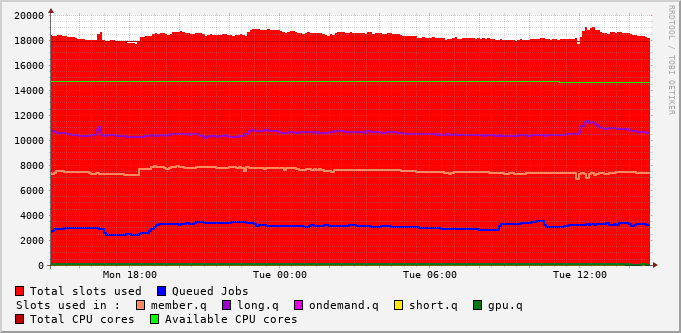 RRDTOOL / TOBI OETIKER
20000
18000
16000
14000
12000
10000
8000
6000
4000
2000
0
Mon 18:00 Tue 00:00 Tue 06:00 Tue 12:00
Total slots used Queued Jobs
Slots used in : member.q long.q ondemand.q short.q gpu.q
Total CPU cores Available CPU cores